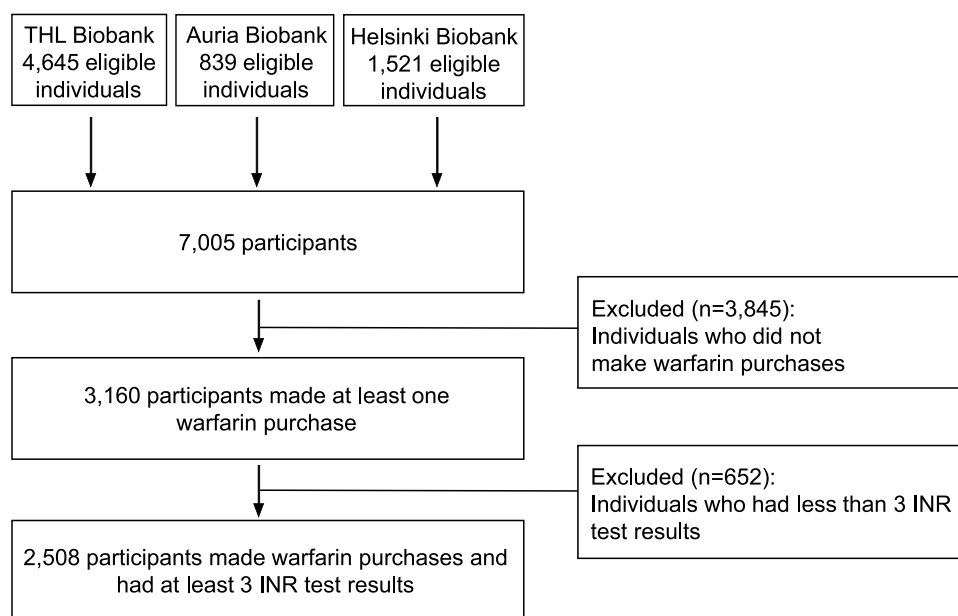 THL Biobank
4,645 eligible
individuals
Auria Biobank
839 eligible
individuals
Helsinki Biobank
1,521 eligible
individuals
7,005 participants
Excluded (n=3,845):
Individuals who did not
make warfarin purchases
3,160 participants made at least one
warfarin purchase
Excluded (n=652):
Individuals who had less than 3 INR
test results
2,508 participants made warfarin purchases and
had at least 3 INR test results